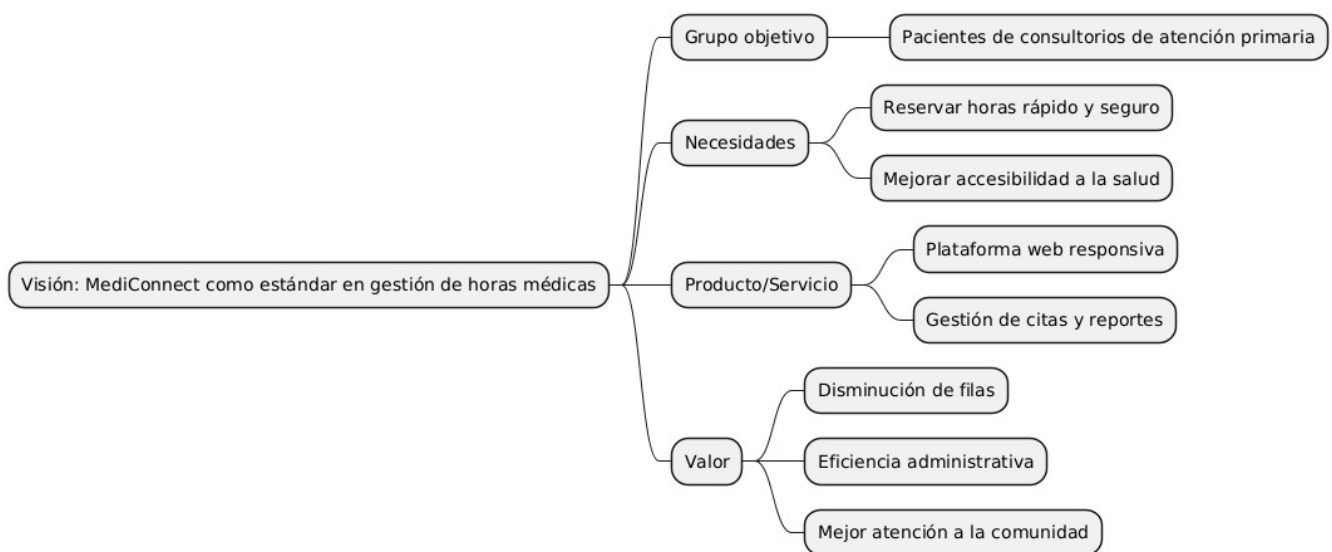 Visión: MediConnect como estándar en gestión de horas médicas
Grupo objetivo
Pacientes de consultorios de atención primaria
Necesidades
Reservar horas rápido y seguro
Mejorar accesibilidad a la salud
Producto/Servicio
Plataforma web responsiva
Gestión de citas y reportes
Valor
Disminución de filas
Eficiencia administrativa
Mejor atención a la comunidad